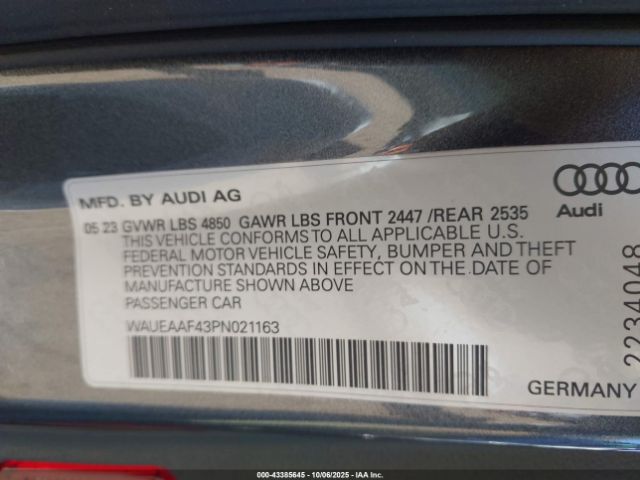 MFD. BY AUDI AG
05 23 GVWR LBS 4850 GAWR LBS FRONT 2447 /REAR 2535
THIS VEHICLE CONFORMS TO ALL APPLICABLE U.S.
FEDERAL MOTOR VEHICLE SAFETY, BUMPER AND THEFT
PREVENTION STANDARDS IN EFFECT ON THE DATE OF
MANUFACTURE SHOWN ABOVE
PASSENGER CAR
WAUEAAF43PN021163
Audi
2234048
GERMANY
000-43385645 - 10/06/2025 - IAA Inc.